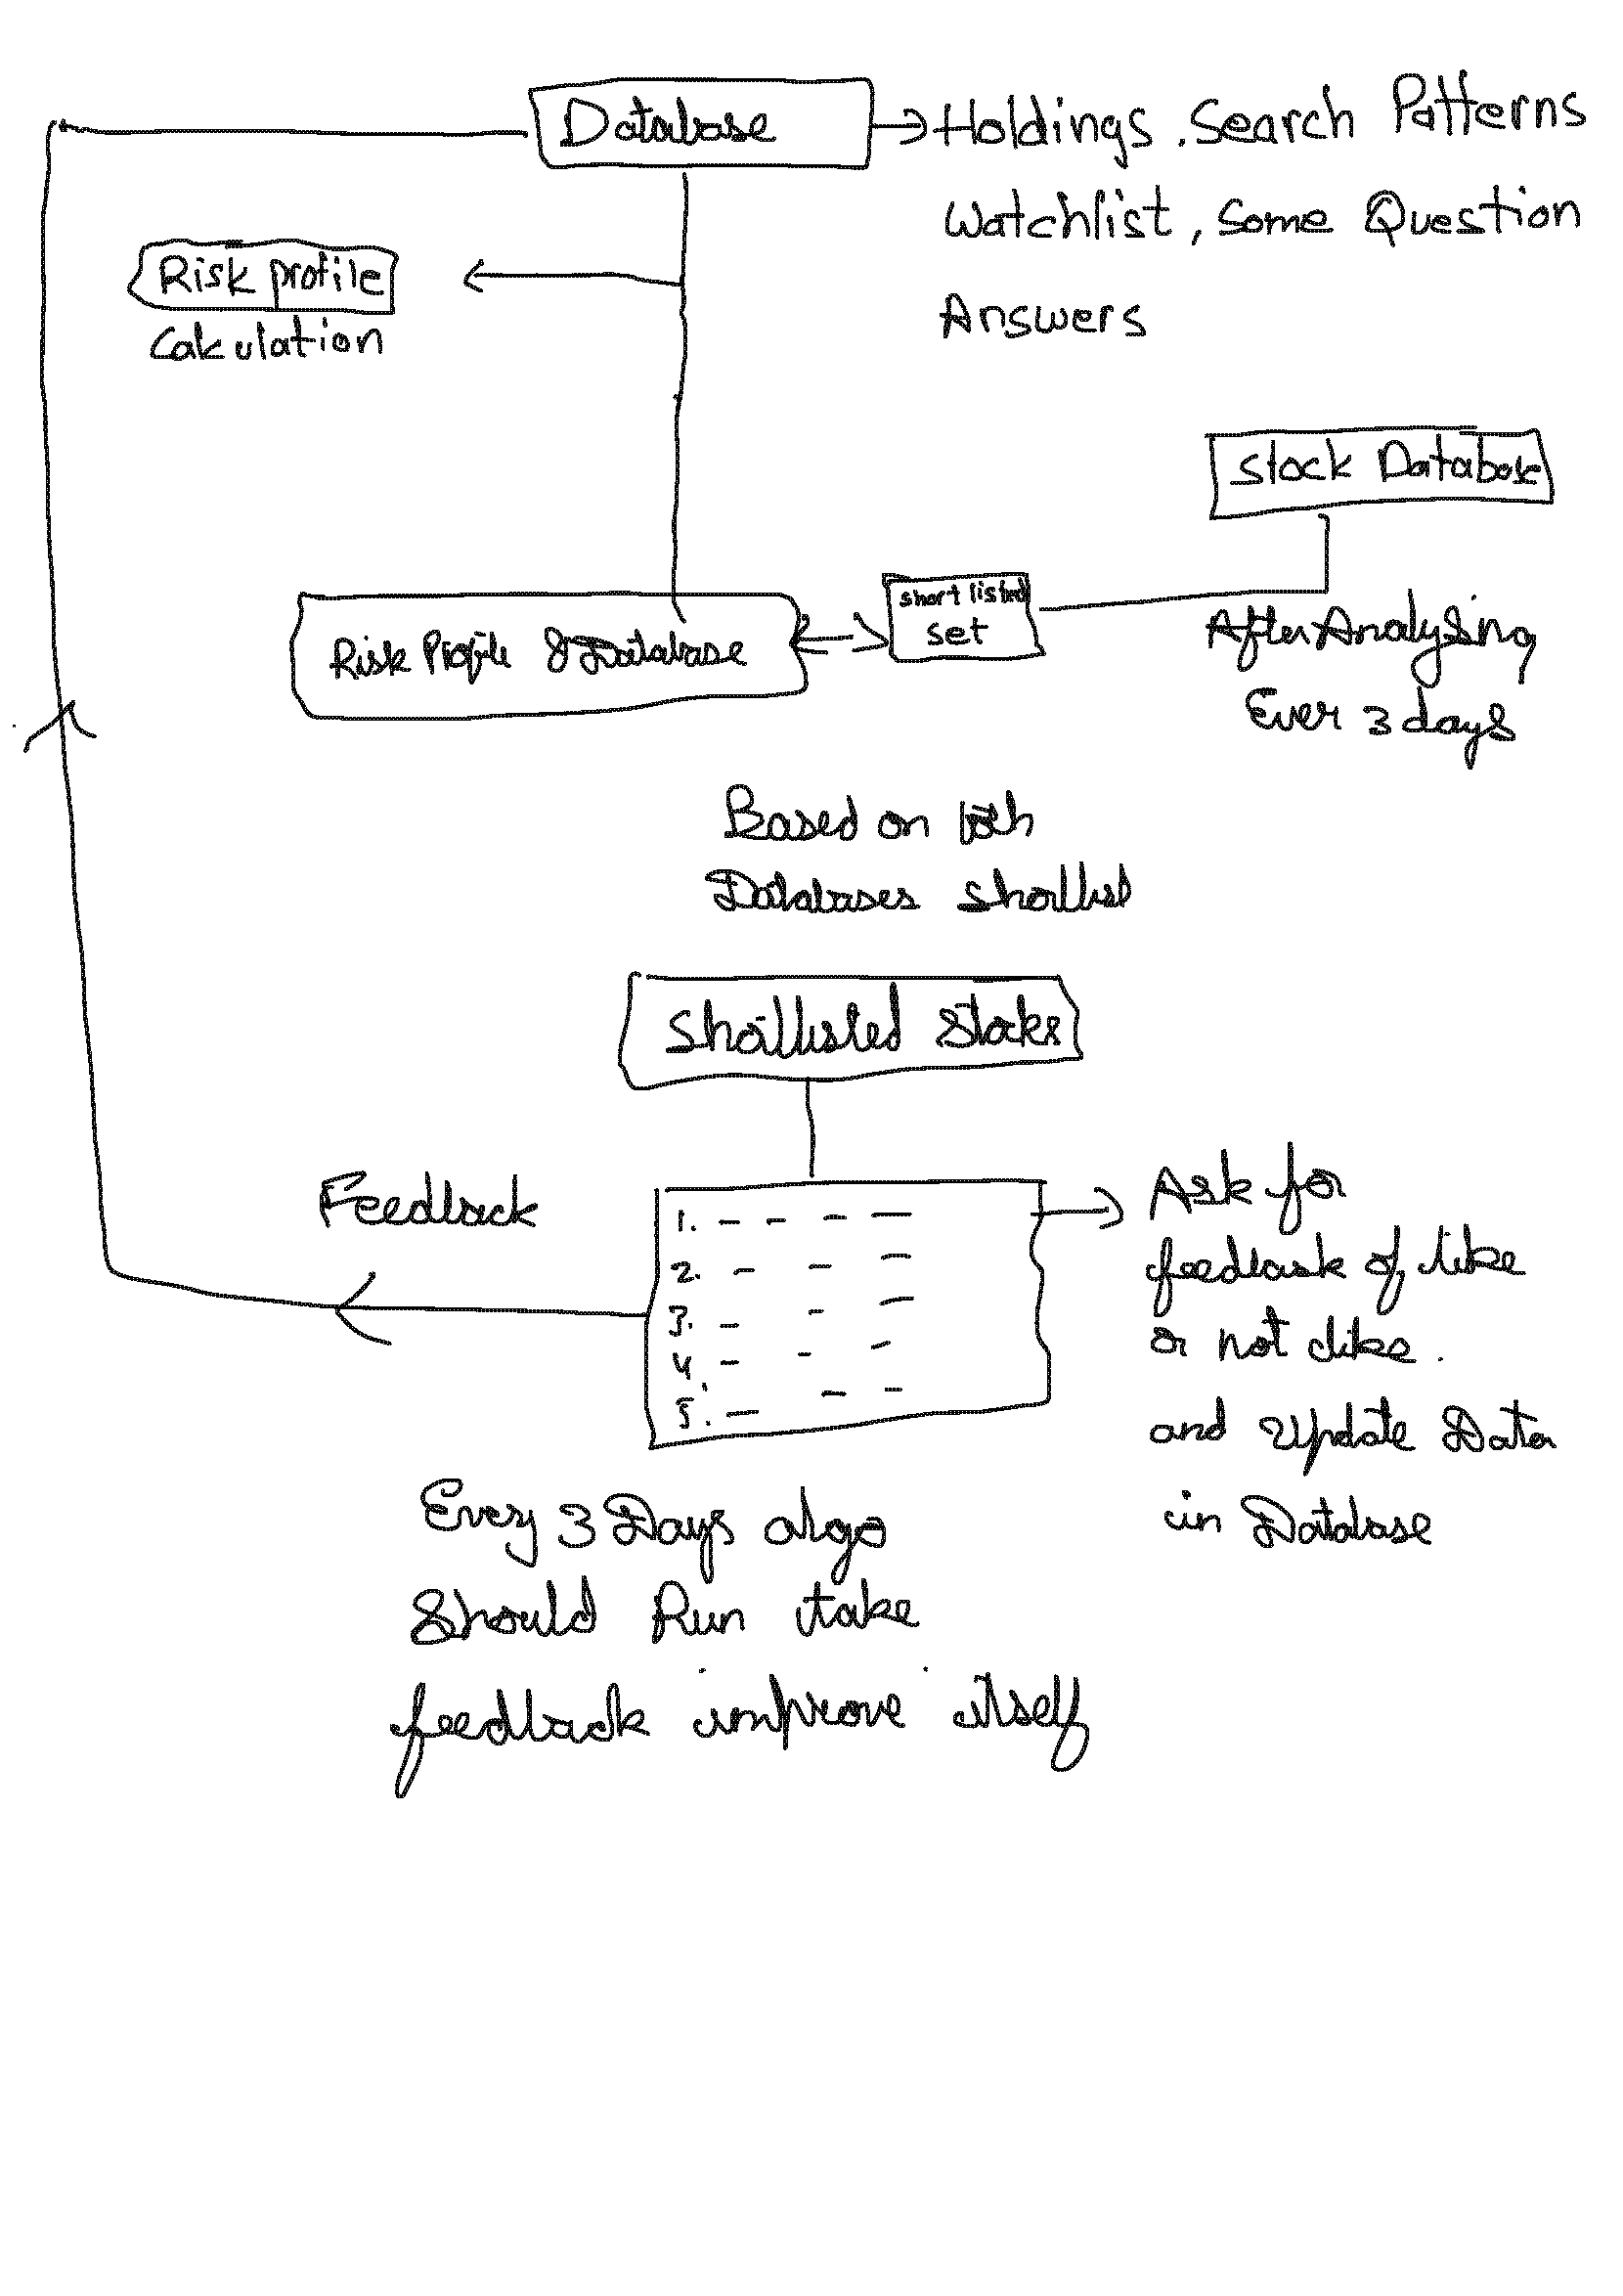 Database
Holdings, Search Patterns
Watchlist, Some Question
Answers
Risk profile
Calculation
Stock Database
Short listed
set
Risk Profile & Database
After Analysing
Ever 3 days
Based on both
Databases Shortlist
Shortlisted Stocks
Feedback
1.
2.
3.
4.
5.
Ask for
feedback of like
or not like.
and Update Data
in Database
Every 3 Days algo
Should Run take
feedback improve itself